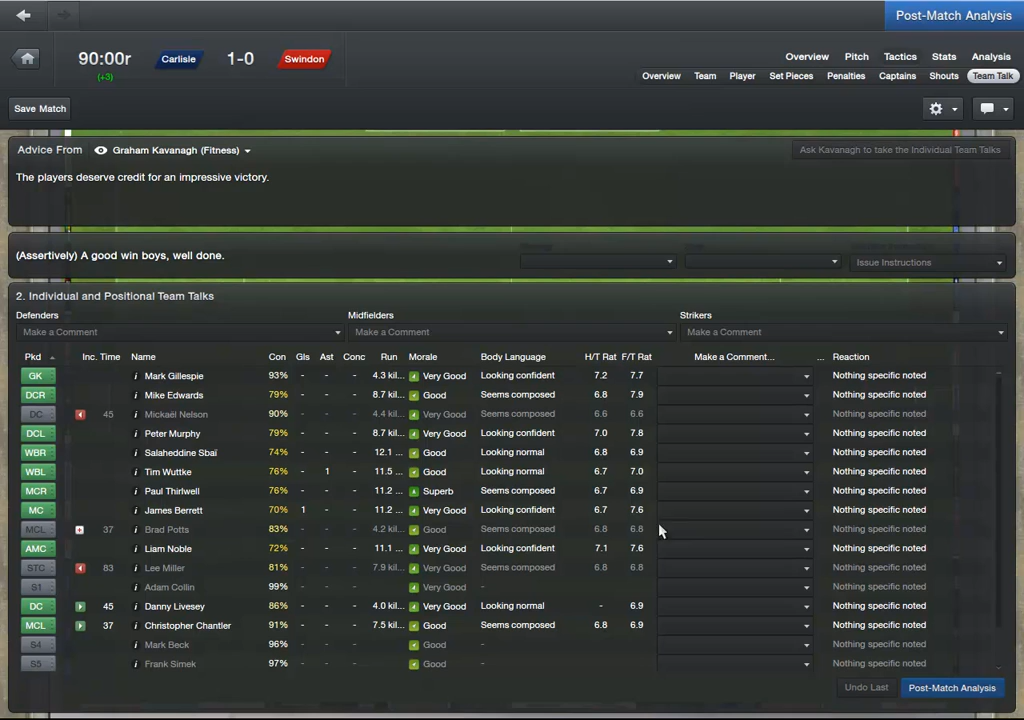 Post-Match Analysis
90:00r Carlisle 1-0 Swindon
(+3)
Overview Pitch Tactics Stats Analysis
Overview Team Player Set Pieces Penalties Captains Shouts Team Talk
Save Match
Advice From Graham Kavanagh (Fitness) Ask Kavanagh to take the Individual Team Talks
The players deserve credit for an impressive victory.
(Assertively) A good win boys, well done. Issue Instructions
2. Individual and Positional Team Talks
Defenders Midfielders Strikers
Make a Comment Make a Comment Make a Comment
Pkd Inc. Time Name Con Gls Ast Conc Run Morale Body Language H/T Rat F/T Rat Make a Comment... ... Reaction
GK i Mark Gillespie 93% - - - 4.3 kil... Very Good Looking confident 7.2 7.7 Nothing specific noted
DCR i Mike Edwards 79% - - - 8.7 kil... Good Seems composed 6.8 7.9 Nothing specific noted
DC 45 i Mickaël Nelson 90% - - - 4.4 kil... Very Good Seems composed 6.6 6.6 Nothing specific noted
DCL i Peter Murphy 79% - - - 8.7 kil... Very Good Looking confident 7.0 7.8 Nothing specific noted
WBR i Salaheddine Sbaï 74% - - - 12.1 ... Good Looking normal 6.8 6.9 Nothing specific noted
WBL i Tim Wuttke 76% - 1 - 11.5 ... Good Looking normal 6.7 7.0 Nothing specific noted
MCR i Paul Thirlwell 76% - - - 11.2 ... Superb Seems composed 6.7 6.9 Nothing specific noted
MC i James Berrett 70% 1 - - 11.2 ... Very Good Looking confident 6.7 7.6 Nothing specific noted
MCL 37 i Brad Potts 83% - - - 4.2 kil... Good Seems composed 6.8 6.8 Nothing specific noted
AMC i Liam Noble 72% - - - 11.1 ... Very Good Looking confident 7.1 7.6 Nothing specific noted
STC 83 i Lee Miller 81% - - - 7.9 kil... Good Seems composed 6.8 6.8 Nothing specific noted
S1 i Adam Collin 99% - - - Very Good - Nothing specific noted
DC 45 i Danny Livesey 86% - - - 4.0 kil... Very Good Looking normal - 6.9 Nothing specific noted
MCL 37 i Christopher Chantler 91% - - - 7.5 kil... Good Seems composed 6.8 6.9 Nothing specific noted
S4 i Mark Beck 96% - - - Good - Nothing specific noted
S5 i Frank Simek 97% - - - Good - Nothing specific noted
Undo Last Post-Match Analysis